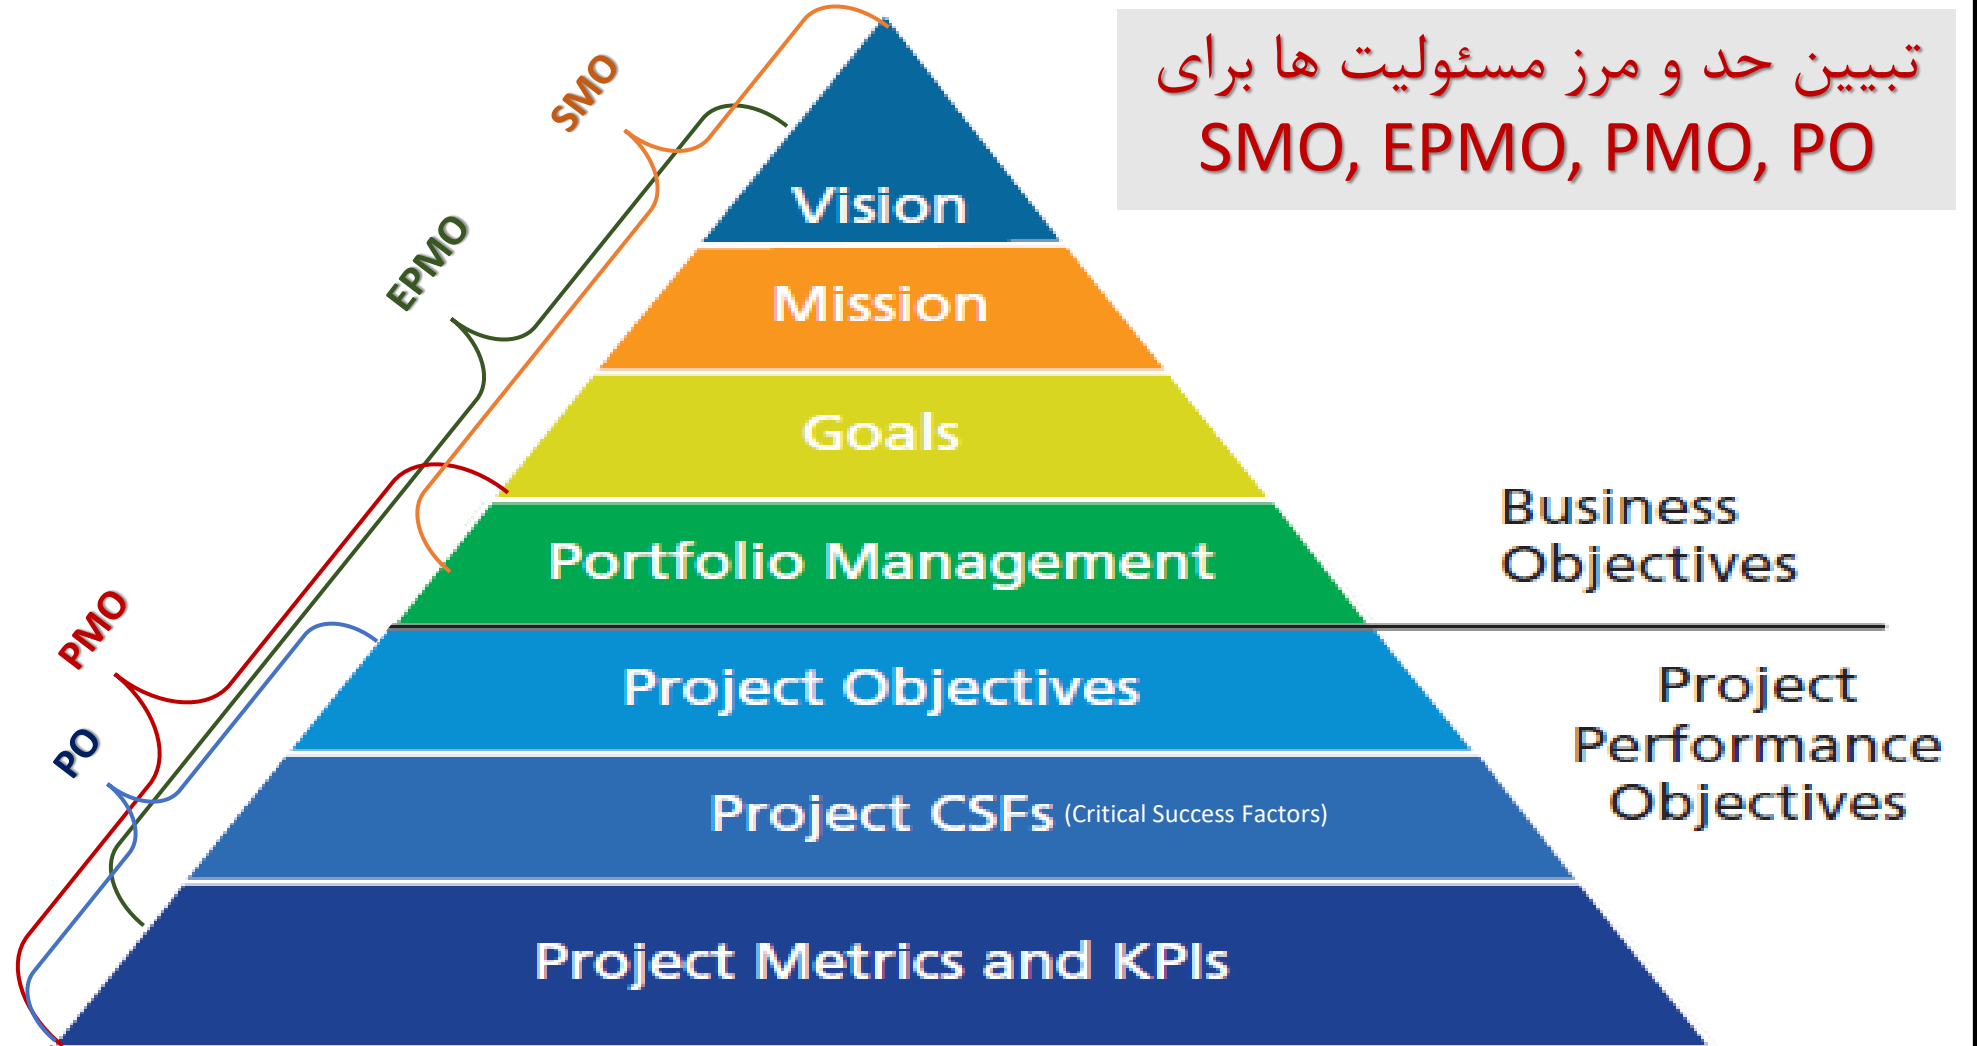 تبیین حد و مرز مسئولیت ها برای
SMO, EPMO, PMO, PO
SMO
EPMO
PMO
PO
Vision
Mission
Goals
Portfolio Management
Project Objectives
Project CSFs (Critical Success Factors)
Project Metrics and KPIs
Business
Objectives
Project
Performance
Objectives